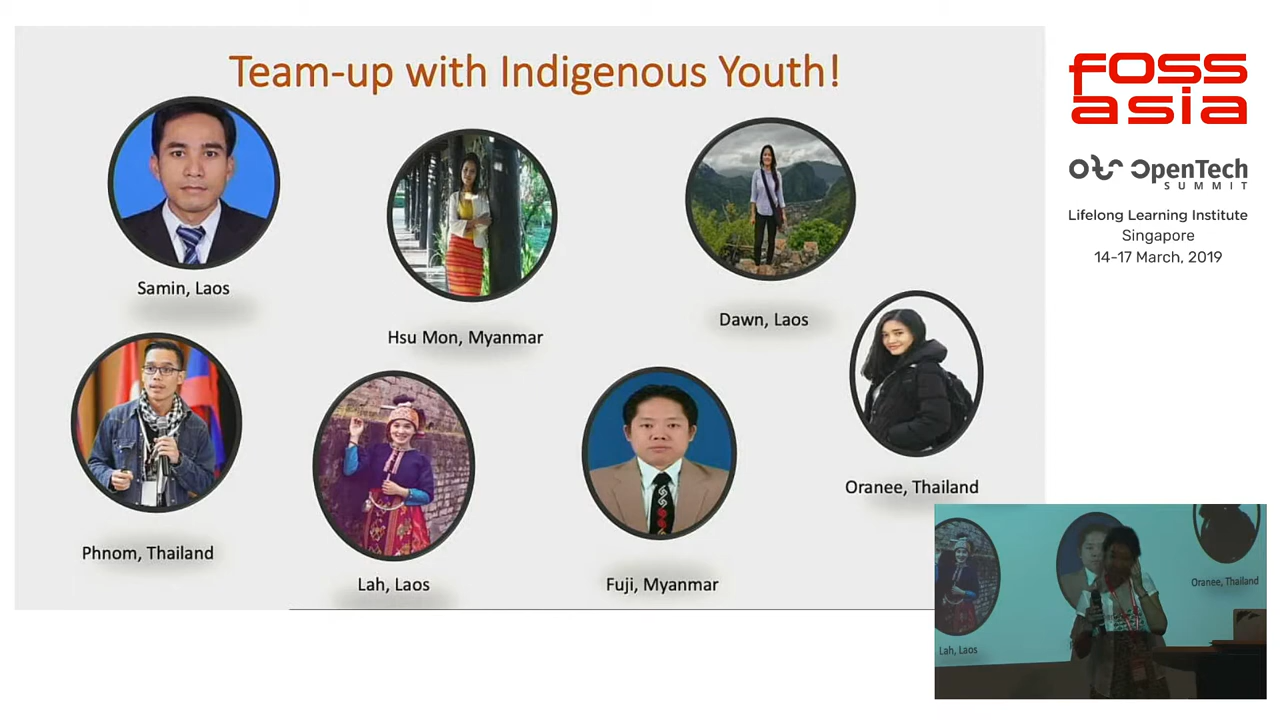 Team-up with Indigenous Youth!
Samin, Laos
Hsu Mon, Myanmar
Dawn, Laos
Oranee, Thailand
Phnom, Thailand
Lah, Laos
Fuji, Myanmar
fOSS
asia
OpenTech
SUMMIT
Lifelong Learning Institute
Singapore
14-17 March, 2019
Oranee, Thailand
Lah, Laos